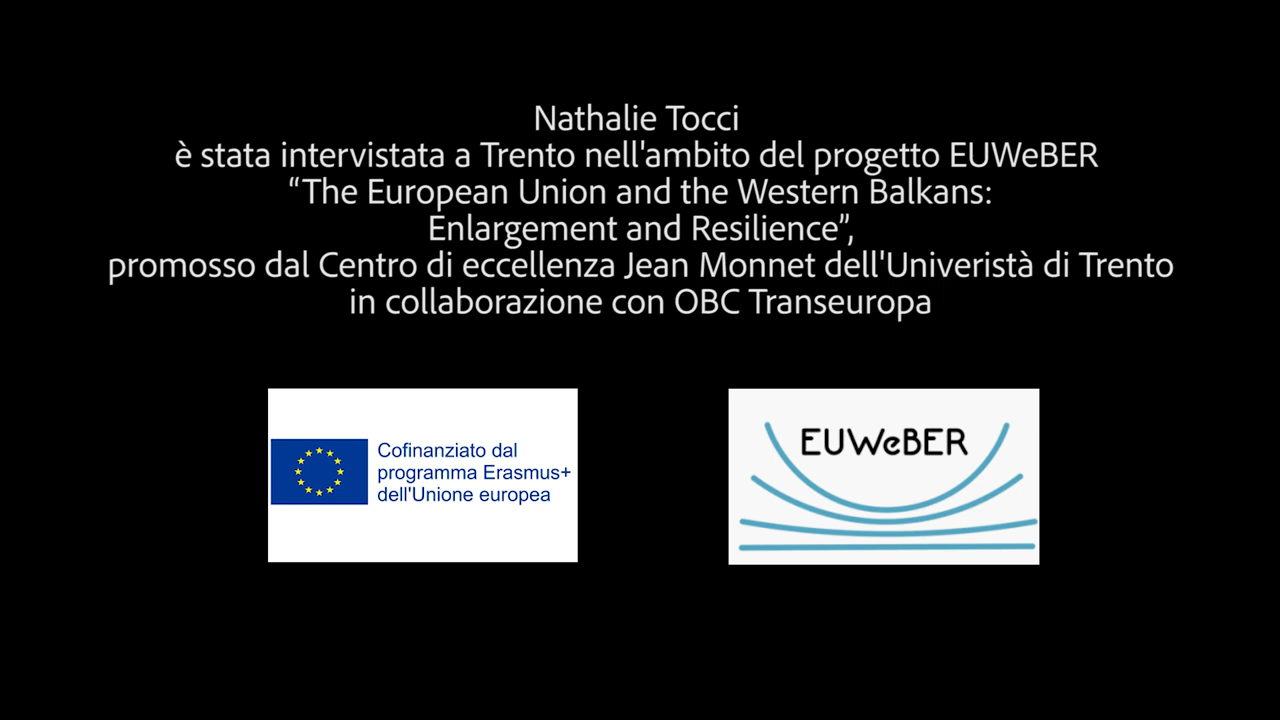 Nathalie Tocci
è stata intervistata a Trento nell'ambito del progetto EUWeBER
“The European Union and the Western Balkans:
Enlargement and Resilience”,
promosso dal Centro di eccellenza Jean Monnet dell'Univeristà di Trento
in collaborazione con OBC Transeuropa
Cofinanziato dal
programma Erasmus+
dell'Unione europea
EUWeBER